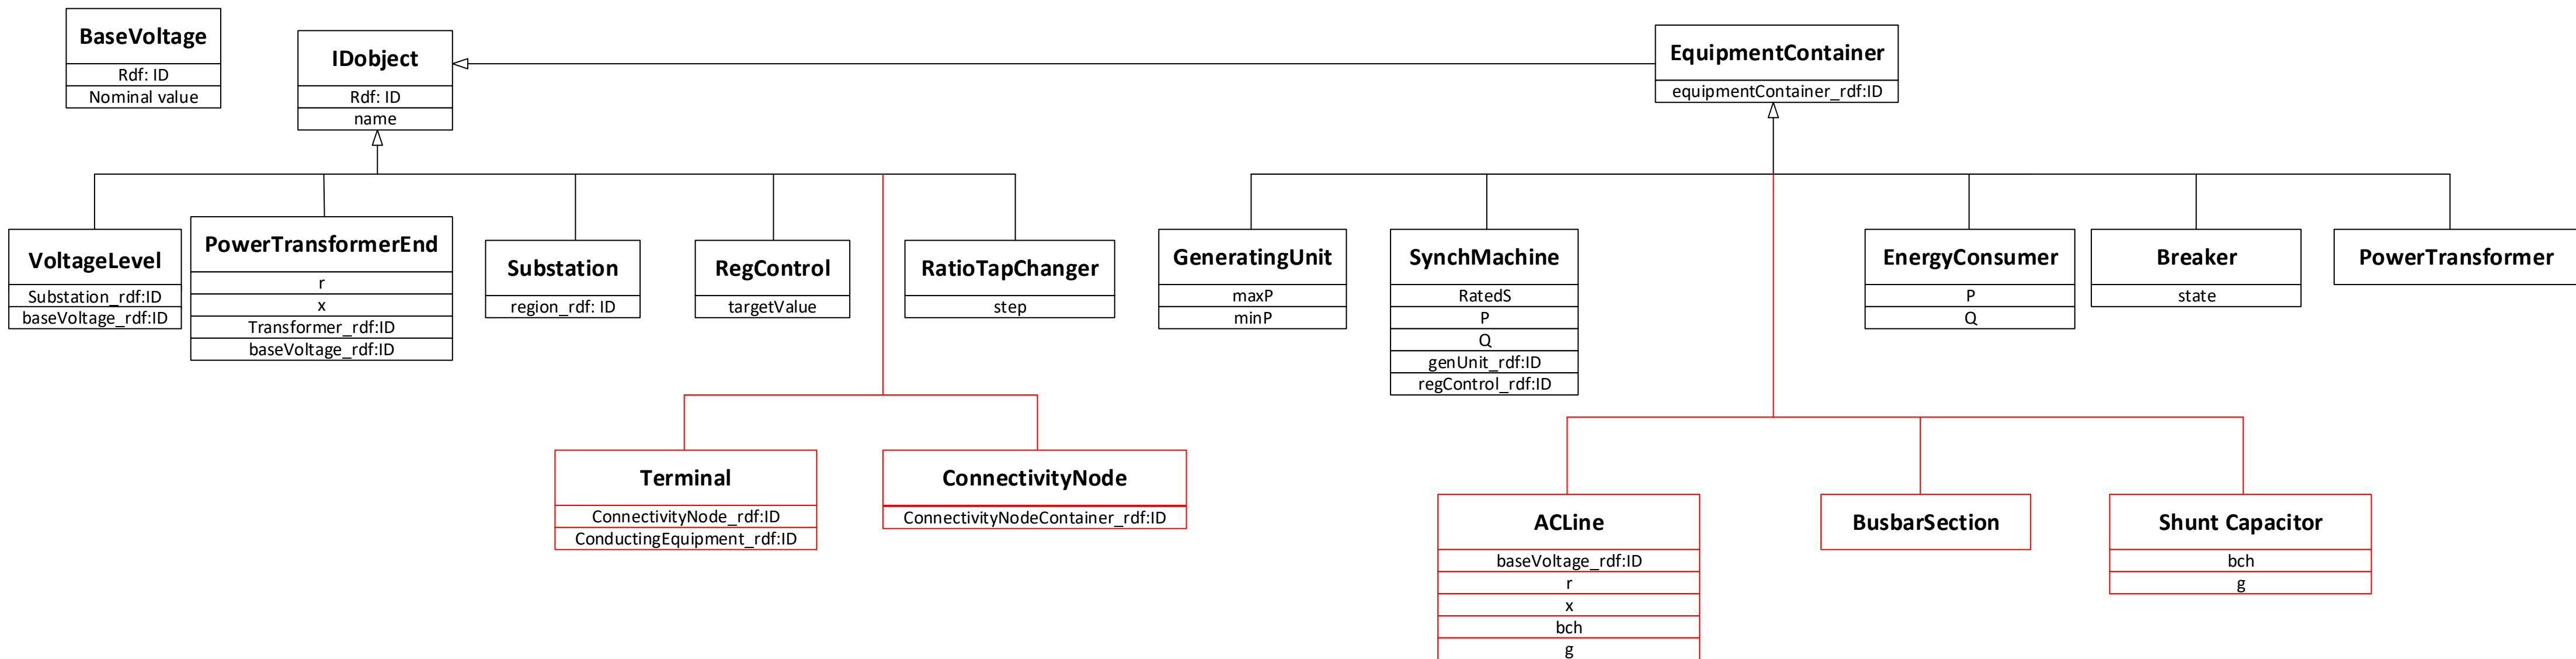 BaseVoltage
Rdf: ID
Nominal value
IDobject
Rdf: ID
name
EquipmentContainer
equipmentContainer_rdf:ID
VoltageLevel
Substation_rdf:ID
baseVoltage_rdf:ID
PowerTransformerEnd
r
x
Transformer_rdf:ID
baseVoltage_rdf:ID
Substation
region_rdf: ID
RegControl
targetValue
RatioTapChanger
step
GeneratingUnit
maxP
minP
SynchMachine
RatedS
P
Q
genUnit_rdf:ID
regControl_rdf:ID
EnergyConsumer
P
Q
Breaker
state
PowerTransformer
Terminal
ConnectivityNode_rdf:ID
ConductingEquipment_rdf:ID
ConnectivityNode
ConnectivityNodeContainer_rdf:ID
ACLine
baseVoltage_rdf:ID
r
x
bch
g
BusbarSection
Shunt Capacitor
bch
g